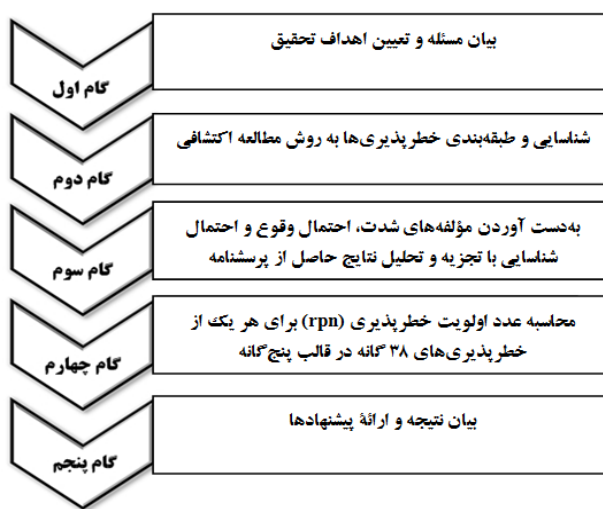 بیان مسئله و تعیین اهداف تحقیق
گام اول
شناسایی و طبقه‌بندی خطرپذیری‌ها به روش مطالعه اکتشافی
گام دوم
به‌دست آوردن مؤلفه‌های شدت، احتمال وقوع و احتمال
شناسایی با تجزیه و تحلیل نتایج حاصل از پرسشنامه
گام سوم
محاسبه عدد اولویت خطرپذیری (rpn) برای هر یک از
خطرپذیری‌های ۳۸ گانه در قالب پنج‌گانه
گام چهارم
بیان نتیجه و ارائۀ پیشنهادها
گام پنجم